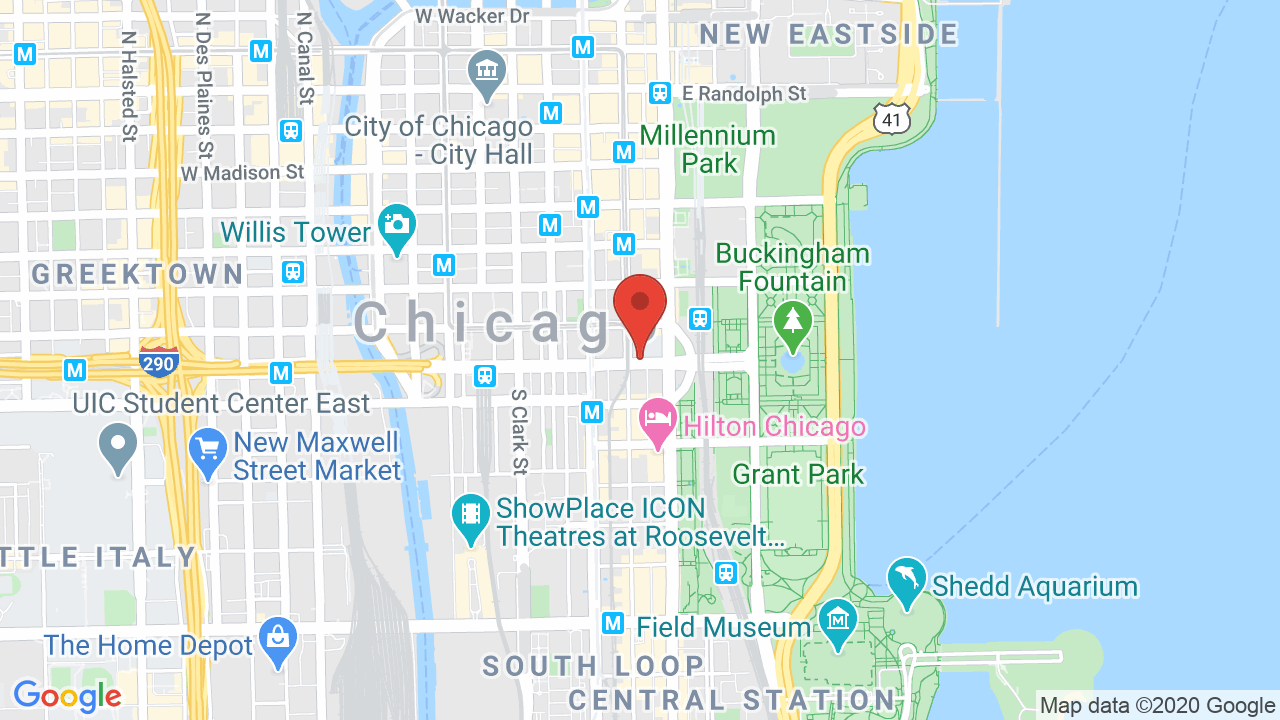 W Wacker Dr
NEW EASTSIDE
N Halsted St
N Des Plaines St
N Canal St
M
M
M
E Randolph St
41
M
City of Chicago
- City Hall
Millennium
Park
M
W Madison St
M
M
M
Willis Tower
M
GREEKTOWN
Buckingham
Fountain
Chicag
290
M
M
UIC Student Center East
S Clark St
M
Hilton Chicago
New Maxwell
Street Market
Grant Park
ShowPlace ICON
Theatres at Roosevelt...
TTLE ITALY
Shedd Aquarium
M
Field Museum
The Home Depot
SOUTH LOOP
CENTRAL STATION
Google
Map data ©2020 Google